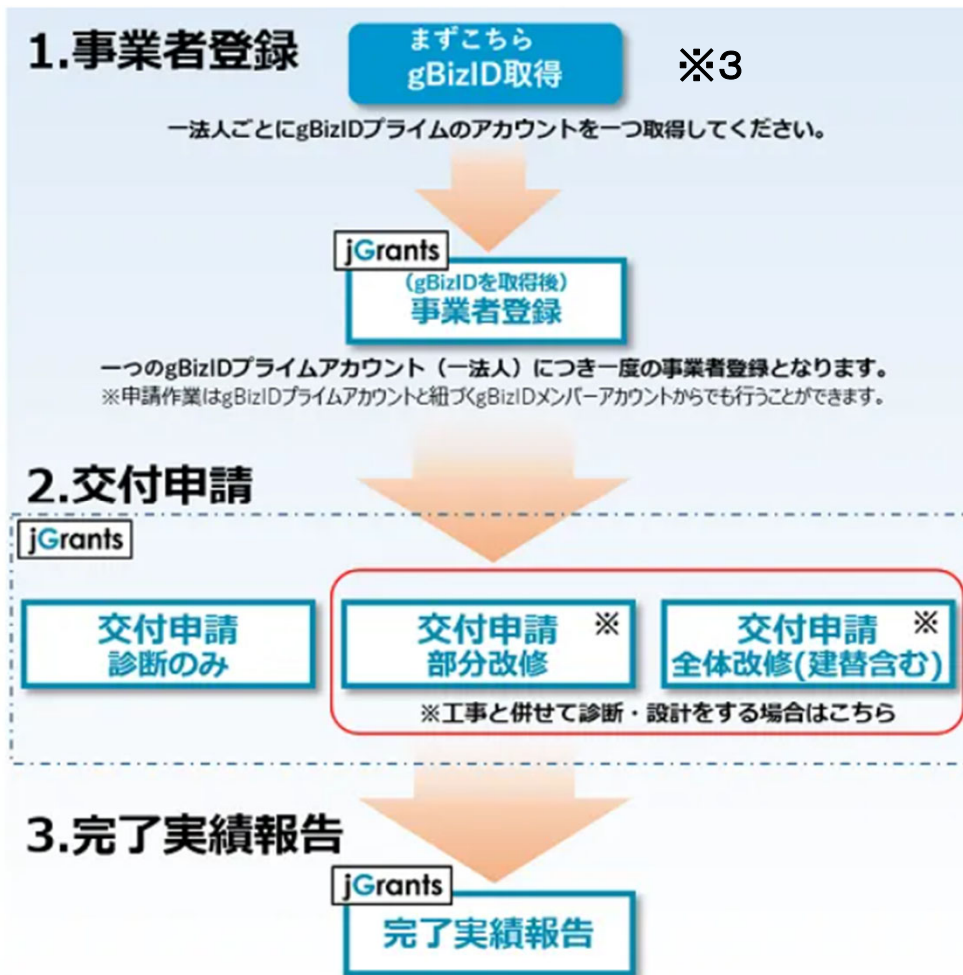 1.事業者登録
まずこちら
gBizID取得
※3
一法人ごとにgBizIDプライムのアカウントを一つ取得してください。
jGrants
(gBizIDを取得後)
事業者登録
一つのgBizIDプライムアカウント（一法人）につき一度の事業者登録となります。
※申請作業はgBizIDプライムアカウントと紐づくgBizIDメンバーアカウントからでも行うことができます。
2.交付申請
jGrants
交付申請
診断のみ
交付申請 ※
部分改修
交付申請 ※
全体改修(建替含む)
※工事と併せて診断・設計をする場合はこちら
3.完了実績報告
jGrants
完了実績報告